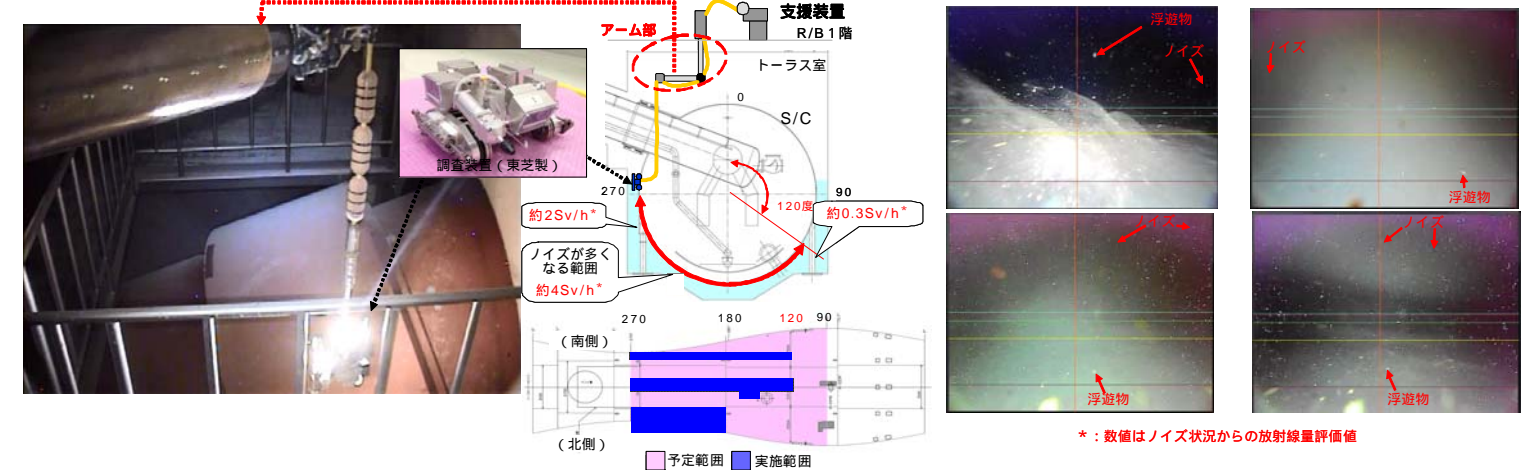 調査装置（東芝製）
支援装置
R/B１階
アーム部
トーラス室
0
S/C
270
90
120度
約2Sv/h*
約0.3Sv/h*
ノイズが多く
なる範囲
約4Sv/h*
270
180
120
90
（南側）
（北側）
予定範囲
実施範囲
浮遊物
ノイズ
ノイズ
浮遊物
ノイズ
浮遊物
ノイズ
浮遊物
*：数値はノイズ状況からの放射線量評価値